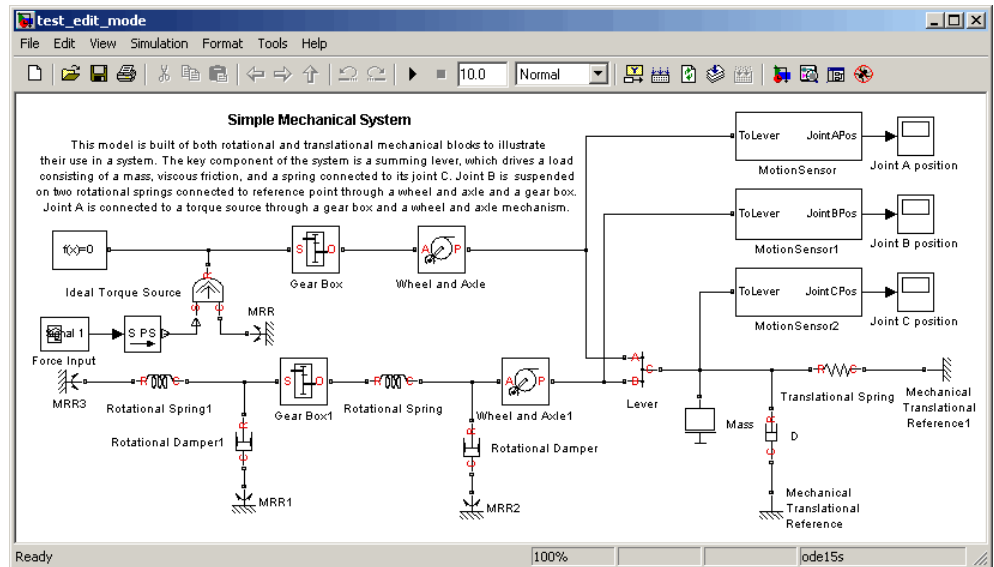 test_edit_mode
File Edit View Simulation Format Tools Help
10.0 Normal
Simple Mechanical System
This model is built of both rotational and translational mechanical blocks to illustrate
their use in a system. The key component of the system is a summing lever, which drives a load
consisting of a mass, viscous friction, and a spring connected to its joint C. Joint B is suspended
on two rotational springs connected to reference point through a wheel and axle and a gear box.
Joint A is connected to a torque source through a gear box and a wheel and axle mechanism.
ToLever JointAPos
MotionSensor
Joint A position
ToLever JointBPos
MotionSensor1
Joint B position
ToLever JointCPos
MotionSensor2
Joint C position
f(x)=0
S O
Gear Box
A P
Wheel and Axle
Ideal Torque Source
R
S C
MRR
Signal 1
Force Input
S PS
MRR3
R C
Rotational Spring1
S O
Gear Box1
R C
Rotational Spring
A P
Wheel and Axle1
A
B
C
Lever
Mass
R C
Translational Spring
Mechanical
Translational
Reference1
Rotational Damper1
R
C
MRR1
Rotational Damper
R
C
MRR2
R
C
D
Mechanical
Translational
Reference
Ready 100% ode15s